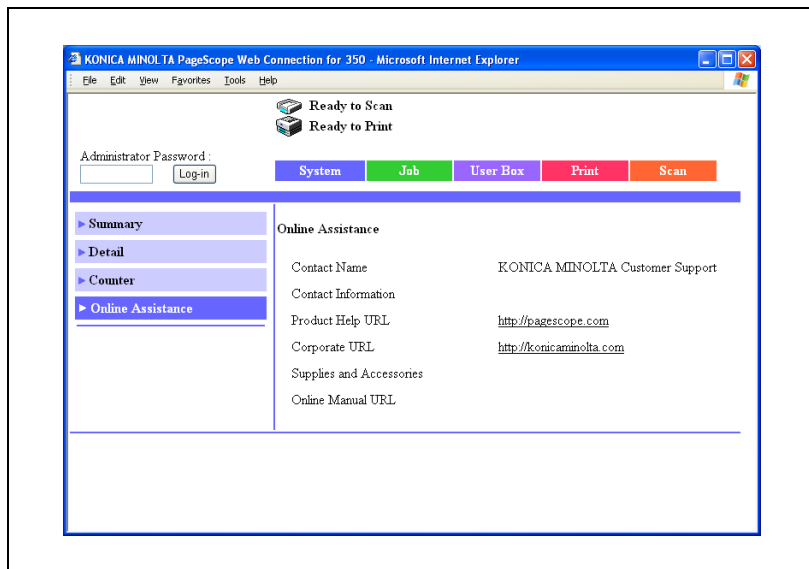 KONICA MINOLTA PageScope Web Connection for 350 - Microsoft Internet Explorer
File Edit View Favorites Tools Help
Ready to Scan
Ready to Print
Administrator Password :
Log-in
System Job User Box Print Scan
Summary
Detail
Counter
Online Assistance
Online Assistance
Contact Name KONICA MINOLTA Customer Support
Contact Information
Product Help URL http://pagescope.com
Corporate URL http://konicaminolta.com
Supplies and Accessories
Online Manual URL